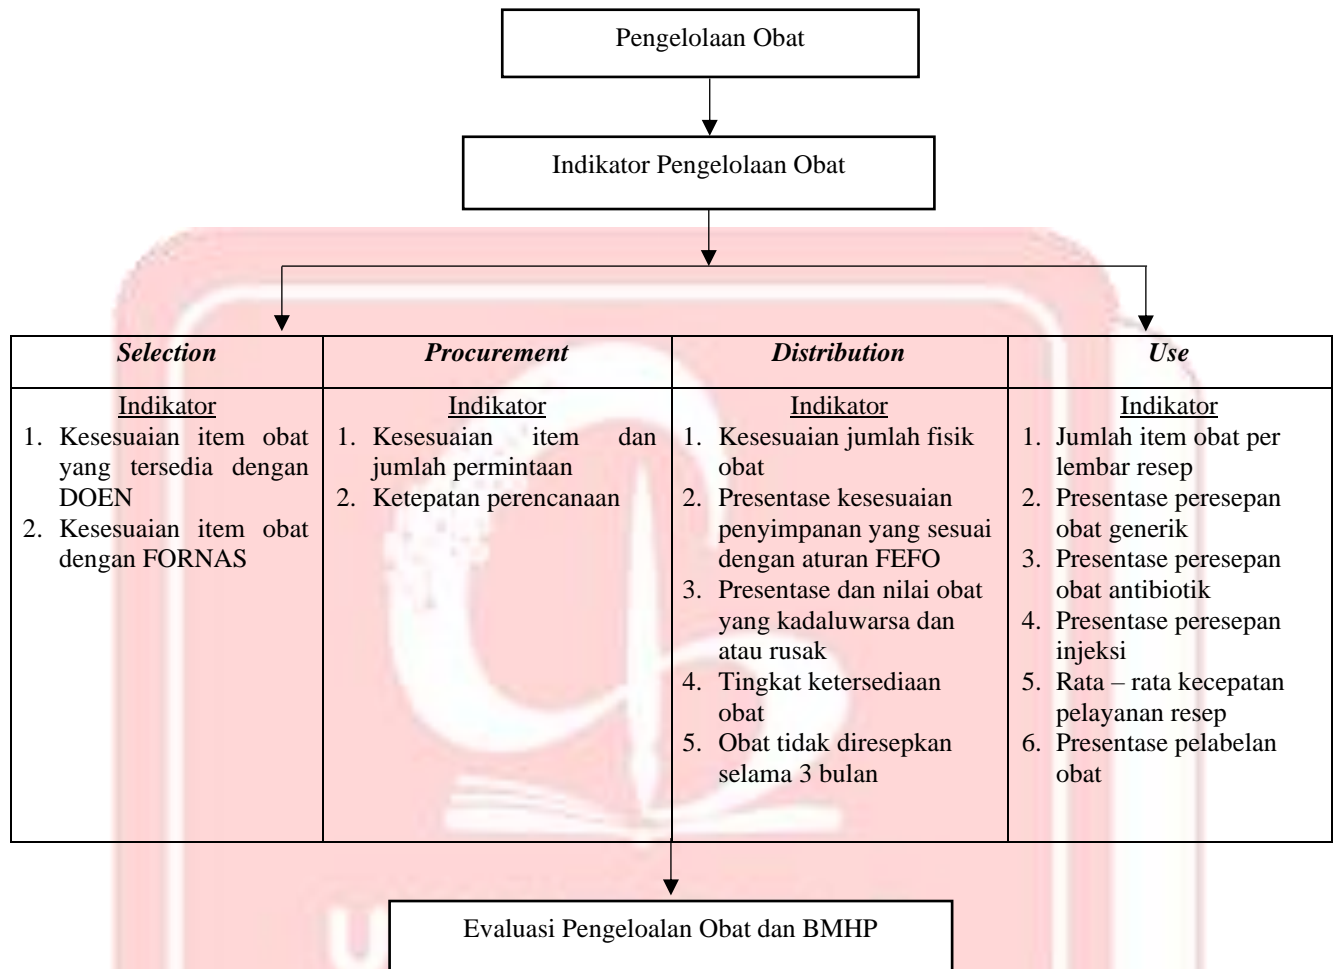 Pengelolaan Obat
Indikator Pengelolaan Obat
Selection
Indikator
1. Kesesuaian item obat
yang tersedia dengan
DOEN
2. Kesesuaian item obat
dengan FORNAS
Procurement
Indikator
1. Kesesuaian item dan
jumlah permintaan
2. Ketepatan perencanaan
Distribution
Indikator
1. Kesesuaian jumlah fisik
obat
2. Presentase kesesuaian
penyimpanan yang sesuai
dengan aturan FEFO
3. Presentase dan nilai obat
yang kadaluwarsa dan
atau rusak
4. Tingkat ketersediaan
obat
5. Obat tidak diresepkan
selama 3 bulan
Use
Indikator
1. Jumlah item obat per
lembar resep
2. Presentase peresepan
obat generik
3. Presentase peresepan
obat antibiotik
4. Presentase peresepan
injeksi
5. Rata – rata kecepatan
pelayanan resep
6. Presentase pelabelan
obat
Evaluasi Pengeloalan Obat dan BMHP